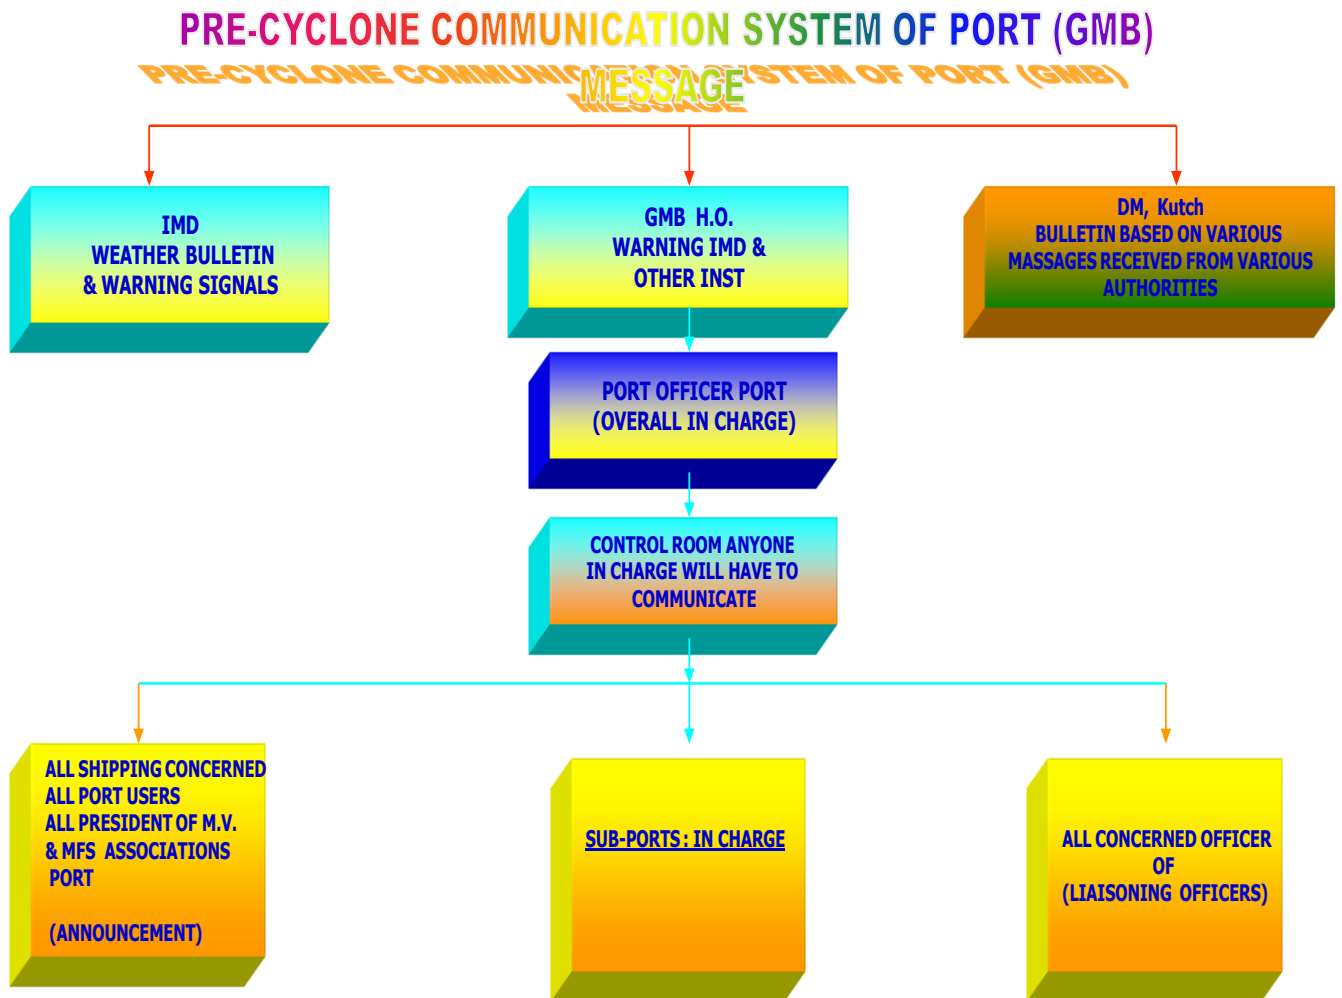 PRE-CYCLONE COMMUNICATION SYSTEM OF PORT (GMB)
MESSAGE
IMD
WEATHER BULLETIN
& WARNING SIGNALS
GMB H.O.
WARNING IMD &
OTHER INST
DM, Kutch
BULLETIN BASED ON VARIOUS
MASSAGES RECEIVED FROM VARIOUS
AUTHORITIES
PORT OFFICER PORT
(OVERALL IN CHARGE)
CONTROL ROOM ANYONE
IN CHARGE WILL HAVE TO
COMMUNICATE
ALL SHIPPING CONCERNED
ALL PORT USERS
ALL PRESIDENT OF M.V.
& MFS ASSOCIATIONS
PORT
(ANNOUNCEMENT)
SUB-PORTS : IN CHARGE
ALL CONCERNED OFFICER
OF
(LIAISONING OFFICERS)